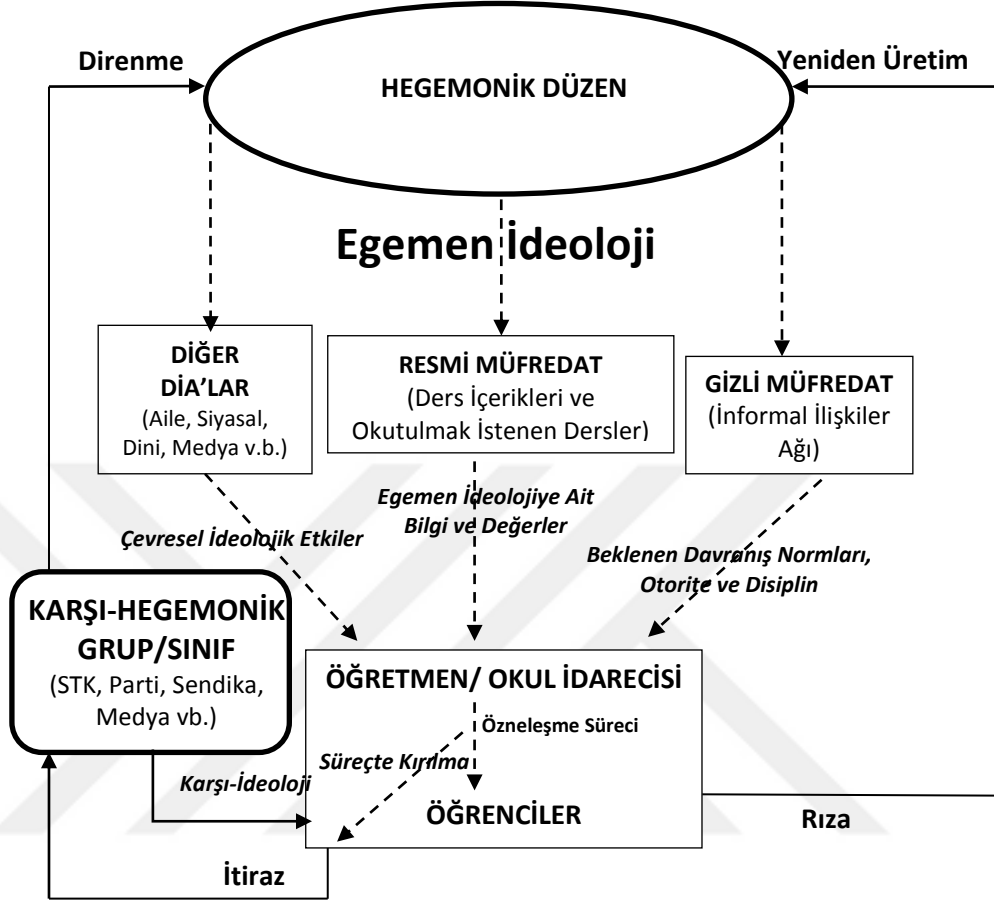 Direnme
Yeniden Üretim
HEGEMONİK DÜZEN
Egemen İdeoloji
DİĞER
DİA'LAR
(Aile, Siyasal,
Dini, Medya v.b.)
RESMİ MÜFREDAT
(Ders İçerikleri ve
Okutulmak İstenen Dersler)
GİZLİ MÜFREDAT
(İnformal İlişkiler
Ağı)
Çevresel İdeolojik Etkiler
Egemen İdeolojiye Ait
Bilgi ve Değerler
Beklenen Davranış Normları,
Otorite ve Disiplin
KARŞI-HEGEMONİK
GRUP/SINIF
(STK, Parti, Sendika,
Medya vb.)
ÖĞRETMEN/ OKUL İDARECİSİ
Özneleşme Süreci
Süreçte Kırılma
Karşı-İdeoloji
ÖĞRENCİLER
Rıza
İtiraz